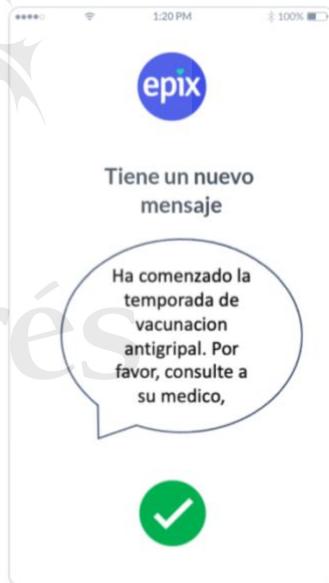 1:20 PM
100%
epix
Tiene un nuevo
mensaje
Ha comenzado la
temporada de
vacunacion
antigripal. Por
favor, consulte a
su medico,
rés